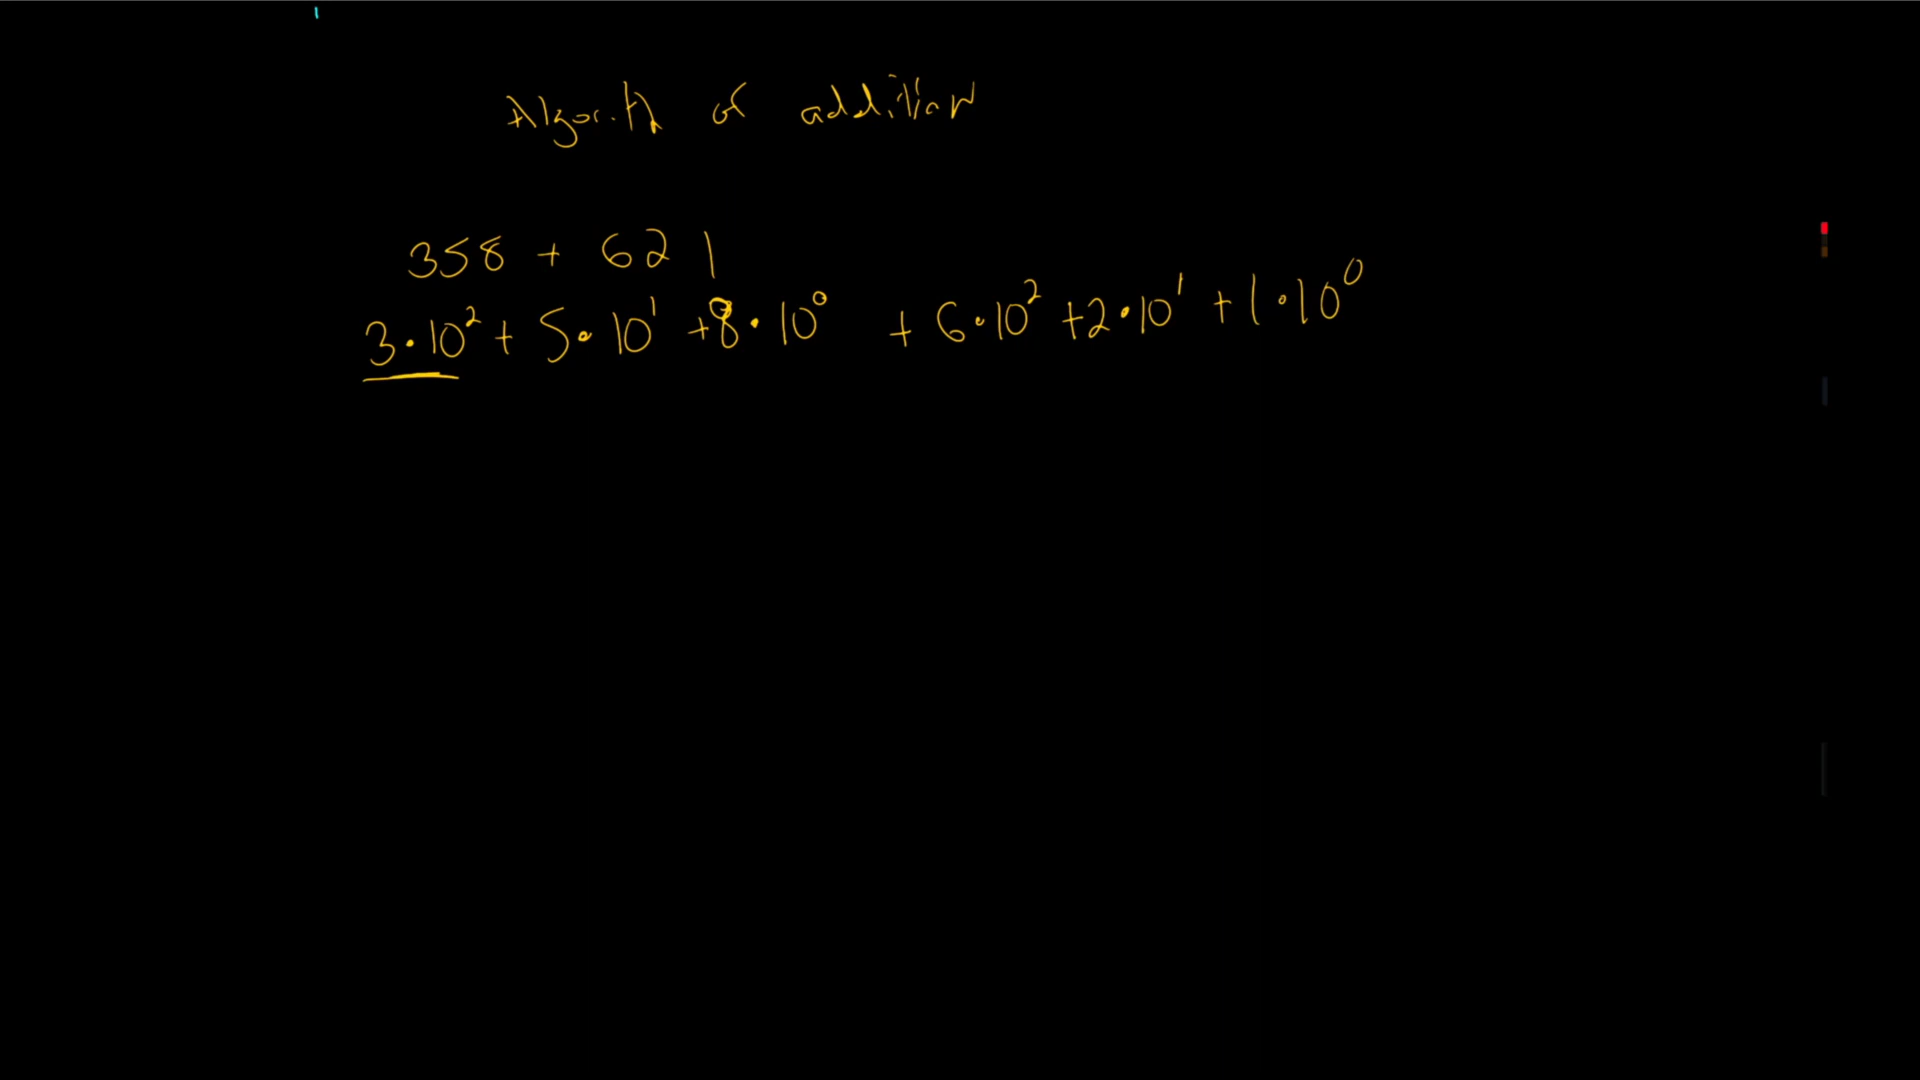 Algorith of addition
358 + 621
3·10² + 5·10¹ + 8·10⁰ + 6·10² + 2·10¹ + 1·10⁰